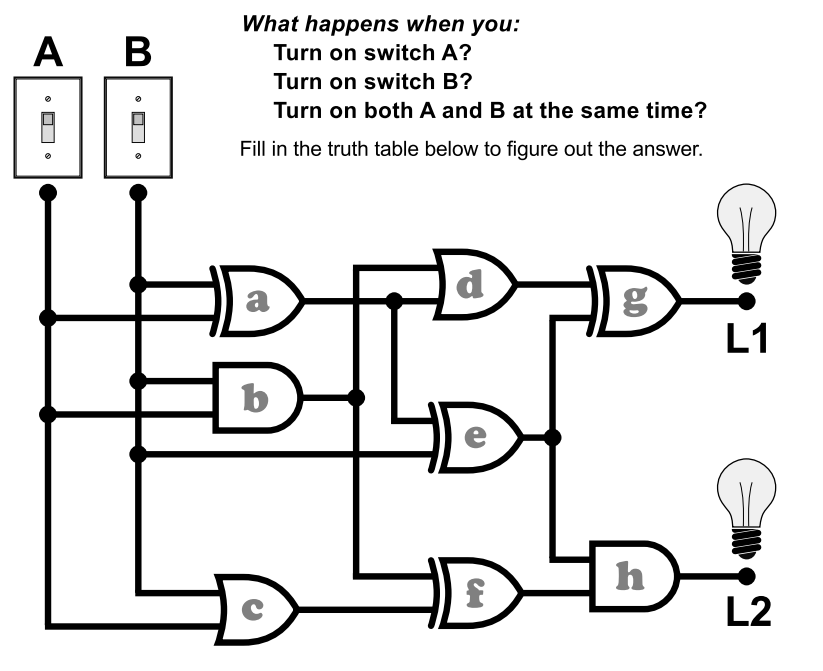 What happens when you:
Turn on switch A?
Turn on switch B?
Turn on both A and B at the same time?
Fill in the truth table below to figure out the answer.
A
B
a
b
c
d
e
f
g
h
L1
L2